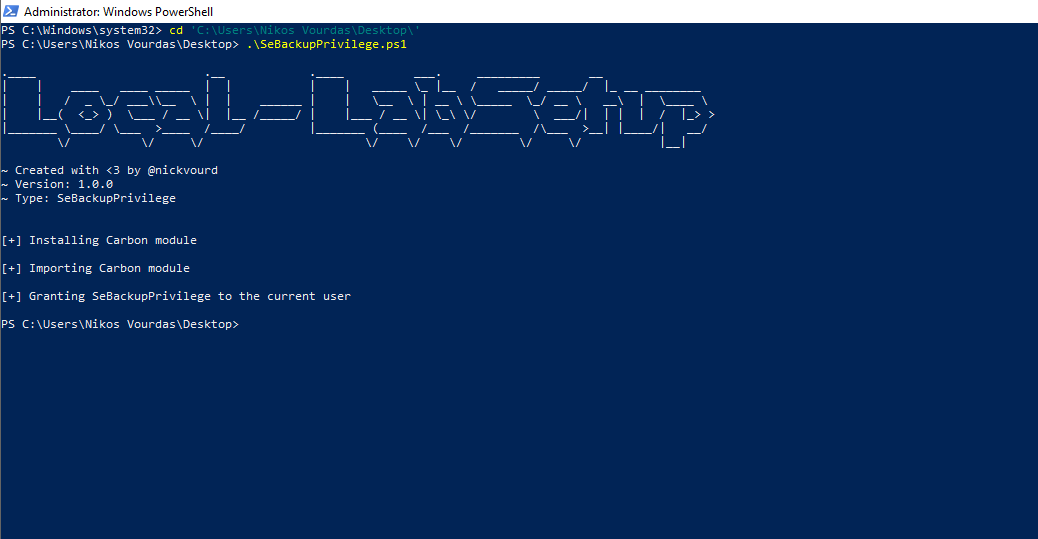 Administrator: Windows PowerShell
PS C:\Windows\system32> cd 'C:\Users\Nikos Vourdas\Desktop\'
PS C:\Users\Nikos Vourdas\Desktop> .\SeBackupPrivilege.ps1
Local-LabSetup
~ Created with <3 by @nickvourd
~ Version: 1.0.0
~ Type: SeBackupPrivilege
[+] Installing Carbon module
[+] Importing Carbon module
[+] Granting SeBackupPrivilege to the current user
PS C:\Users\Nikos Vourdas\Desktop>